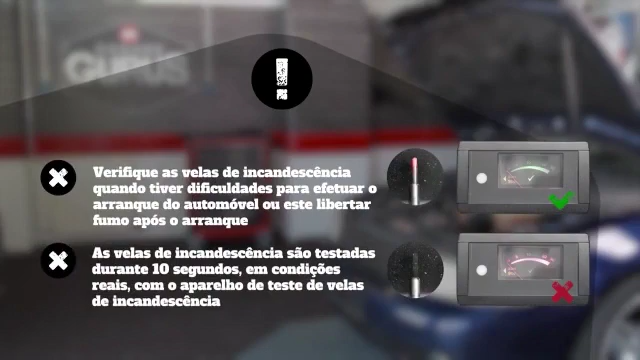 GURUS
Verifique as velas de incandescência
quando tiver dificuldades para efetuar o
arranque do automóvel ou este libertar
fumo após o arranque
As velas de incandescência são testadas
durante 10 segundos, em condições
reais, com o aparelho de teste de velas
de incandescência